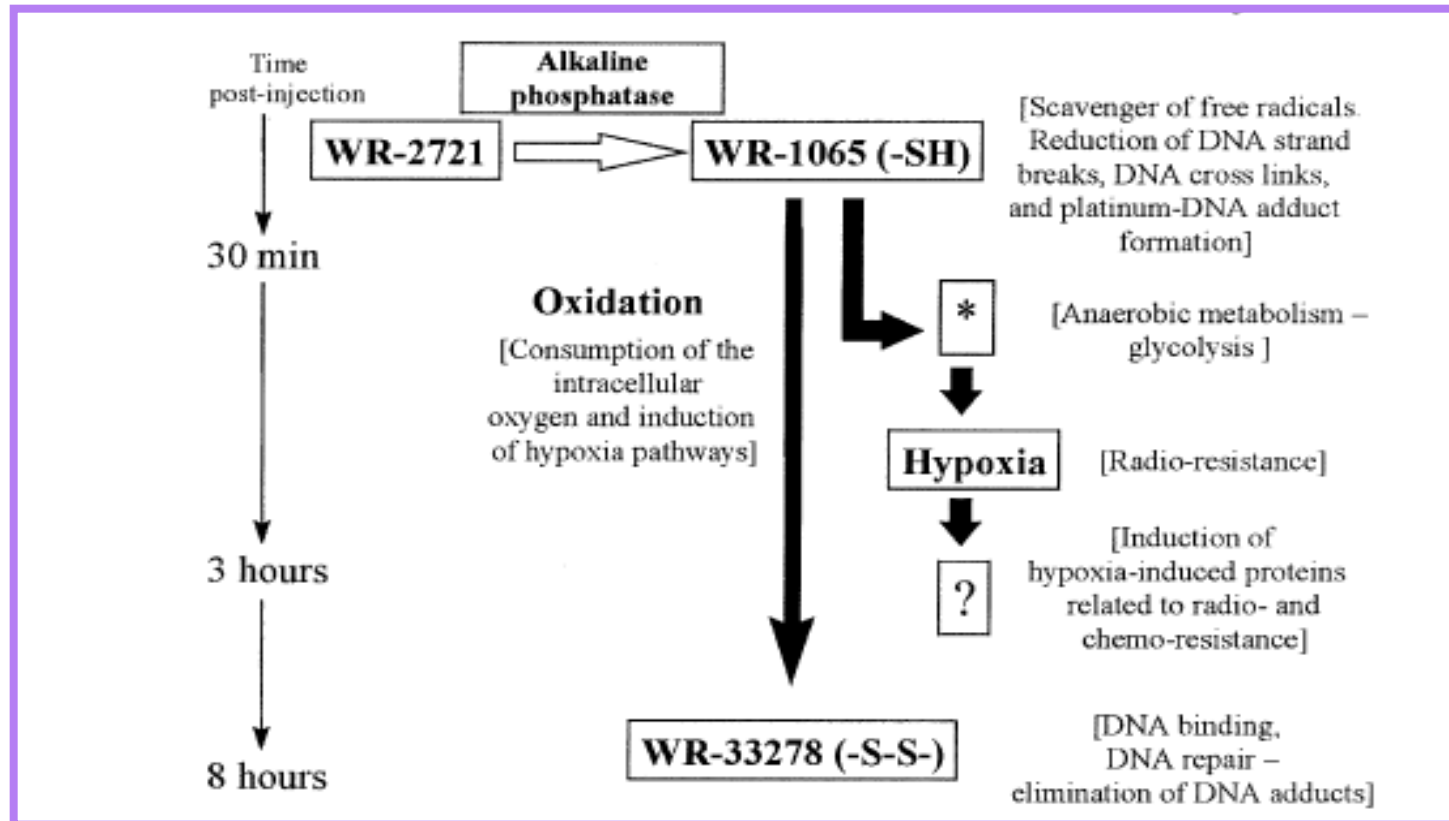 Time
post-injection
Alkaline
phosphatase
WR-2721
WR-1065 (-SH)
[Scavenger of free radicals.
Reduction of DNA strand
breaks, DNA cross links,
and platinum-DNA adduct
formation]
30 min
Oxidation
[Consumption of the
intracellular
oxygen and induction
of hypoxia pathways]
*
[Anaerobic metabolism –
glycolysis ]
Hypoxia
[Radio-resistance]
3 hours
?
[Induction of
hypoxia-induced proteins
related to radio- and
chemo-resistance]
WR-33278 (-S-S-)
[DNA binding,
DNA repair –
elimination of DNA adducts]
8 hours